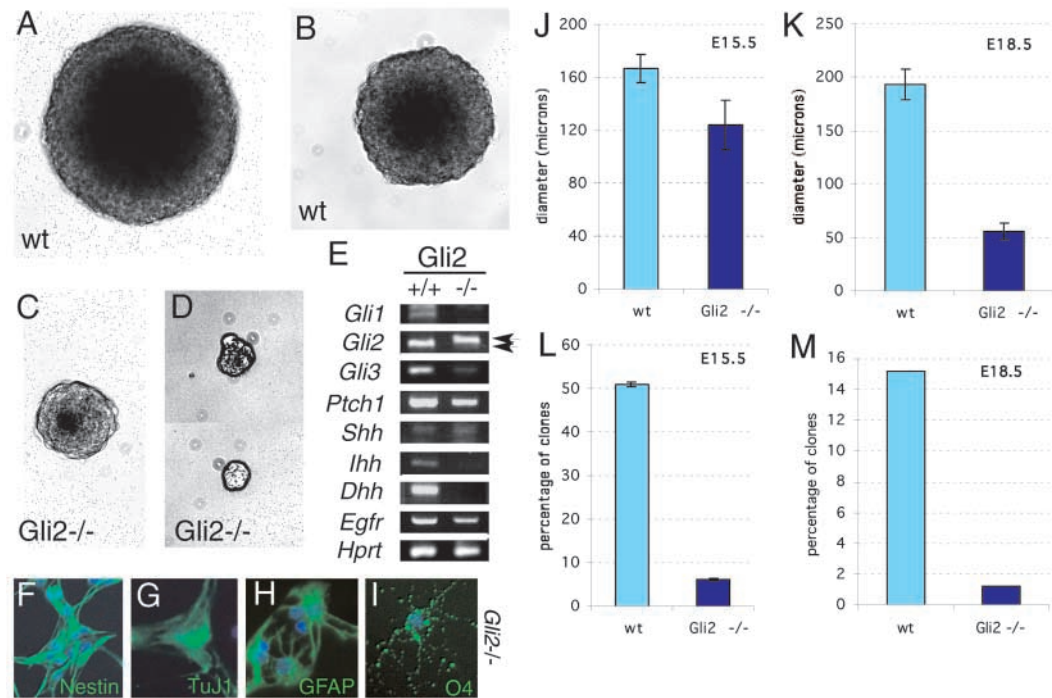 A
wt
B
wt
C
Gli2-/-
D
Gli2-/-
E
Gli2
+/+ -/-
Gli1
Gli2
Gli3
Ptch1
Shh
Ihh
Dhh
Egfr
Hprt
F
Nestin
G
TuJ1
H
GFAP
I
O4
Gli2-/-
J
E15.5
diameter (microns)
200
160
120
80
40
0
wt Gli2 -/-
K
E18.5
diameter (microns)
250
200
150
100
50
0
wt Gli2 -/-
L
E15.5
percentage of clones
60
50
40
30
20
10
0
wt Gli2 -/-
M
E18.5
percentage of clones
16
14
12
10
8
6
4
2
0
wt Gli2 -/-